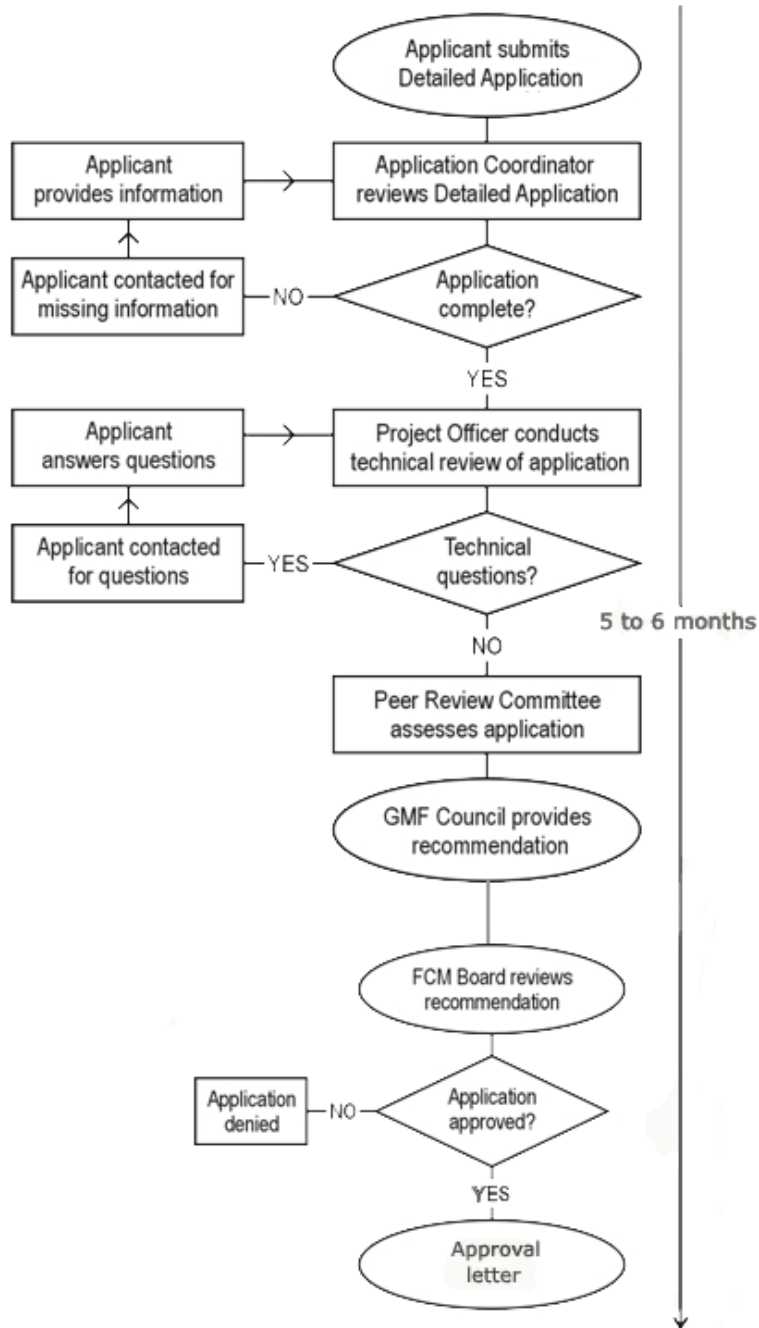 Applicant submits
Detailed Application
Applicant
provides information
Application Coordinator
reviews Detailed Application
Applicant contacted for
missing information
NO
Application
complete?
YES
Applicant
answers questions
Project Officer conducts
technical review of application
Applicant contacted
for questions
YES
Technical
questions?
5 to 6 months
NO
Peer Review Committee
assesses application
GMF Council provides
recommendation
FCM Board reviews
recommendation
Application
denied
NO
Application
approved?
YES
Approval
letter